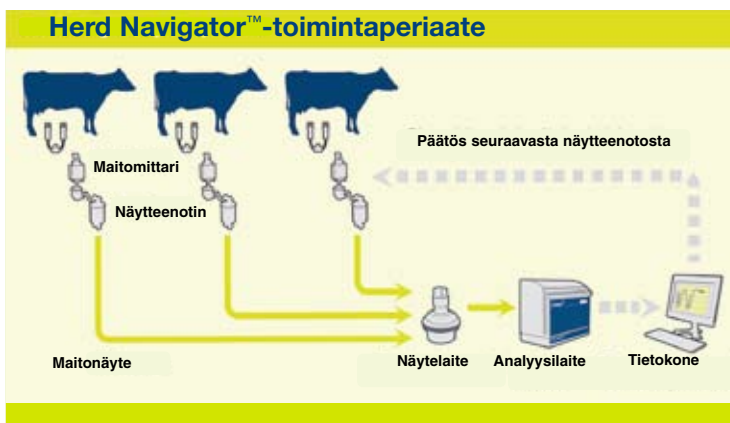 Herd Navigator™-toimintaperiaate
Päätös seuraavasta näytteenotosta
Maitomittari
Näytteenotin
Maitonäyte
Näytelaite
Analyysilaite
Tietokone